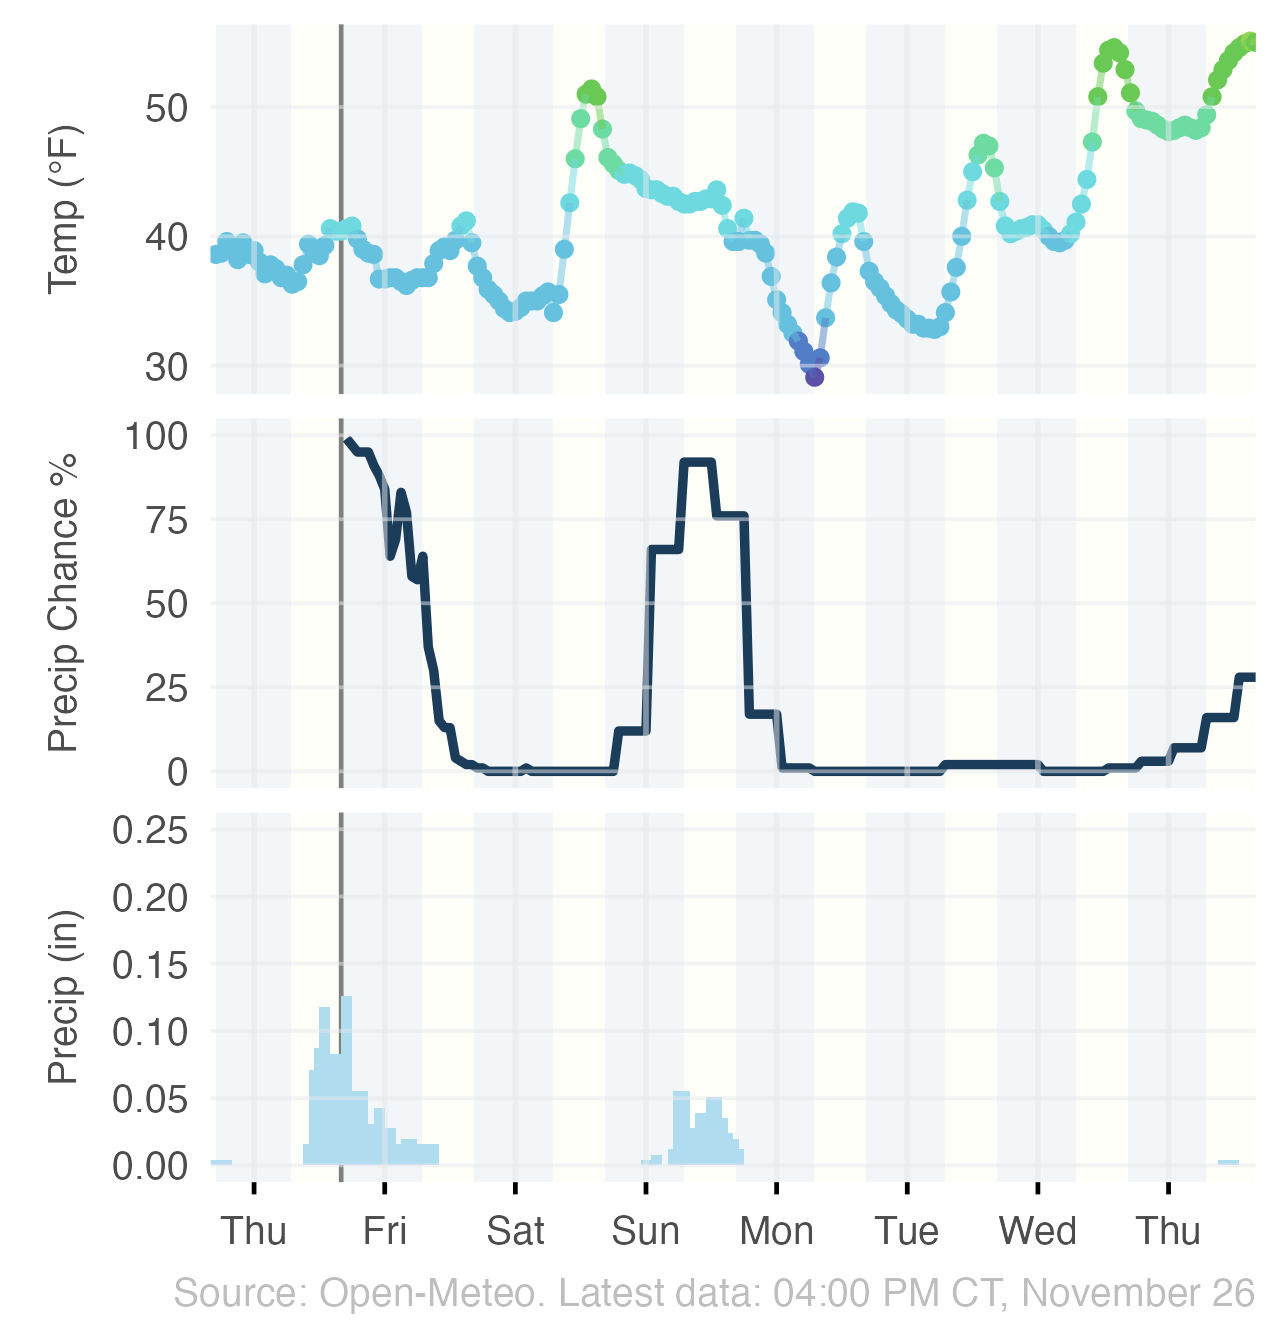 Temp (°F)
50
40
30
Precip Chance %
100
75
50
25
0
Precip (in)
0.25
0.20
0.15
0.10
0.05
0.00
Thu Fri Sat Sun Mon Tue Wed Thu
Source: Open-Meteo. Latest data: 04:00 PM CT, November 26